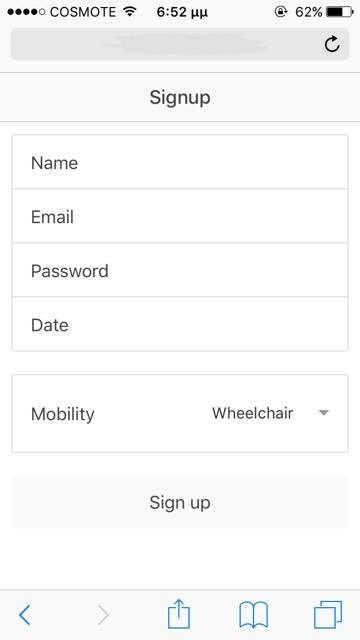 COSMOTE 6:52 μμ 62%
Signup
Name
Email
Password
Date
Mobility Wheelchair
Sign up